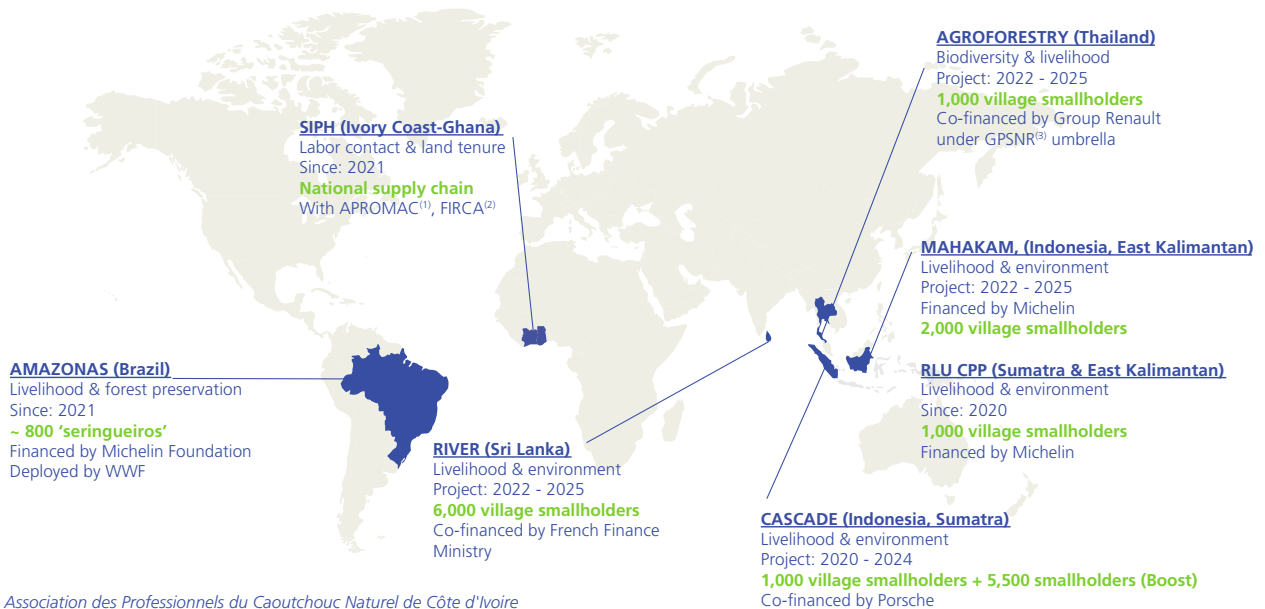 AGROFORESTRY (Thailand)
Biodiversity & livelihood
Project: 2022 - 2025
1,000 village smallholders
Co-financed by Group Renault
under GPSNR(3) umbrella
SIPH (Ivory Coast-Ghana)
Labor contact & land tenure
Since: 2021
National supply chain
With APROMAC(1), FIRCA(2)
MAHAKAM, (Indonesia, East Kalimantan)
Livelihood & environment
Project: 2022 - 2025
Financed by Michelin
2,000 village smallholders
AMAZONAS (Brazil)
Livelihood & forest preservation
Since: 2021
~ 800 ‘seringueiros’
Financed by Michelin Foundation
Deployed by WWF
RLU CPP (Sumatra & East Kalimantan)
Livelihood & environment
Since: 2020
1,000 village smallholders
Financed by Michelin
RIVER (Sri Lanka)
Livelihood & environment
Project: 2022 - 2025
6,000 village smallholders
Co-financed by French Finance
Ministry
CASCADE (Indonesia, Sumatra)
Livelihood & environment
Project: 2020 - 2024
1,000 village smallholders + 5,500 smallholders (Boost)
Co-financed by Porsche
Association des Professionnels du Caoutchouc Naturel de Côte d'Ivoire